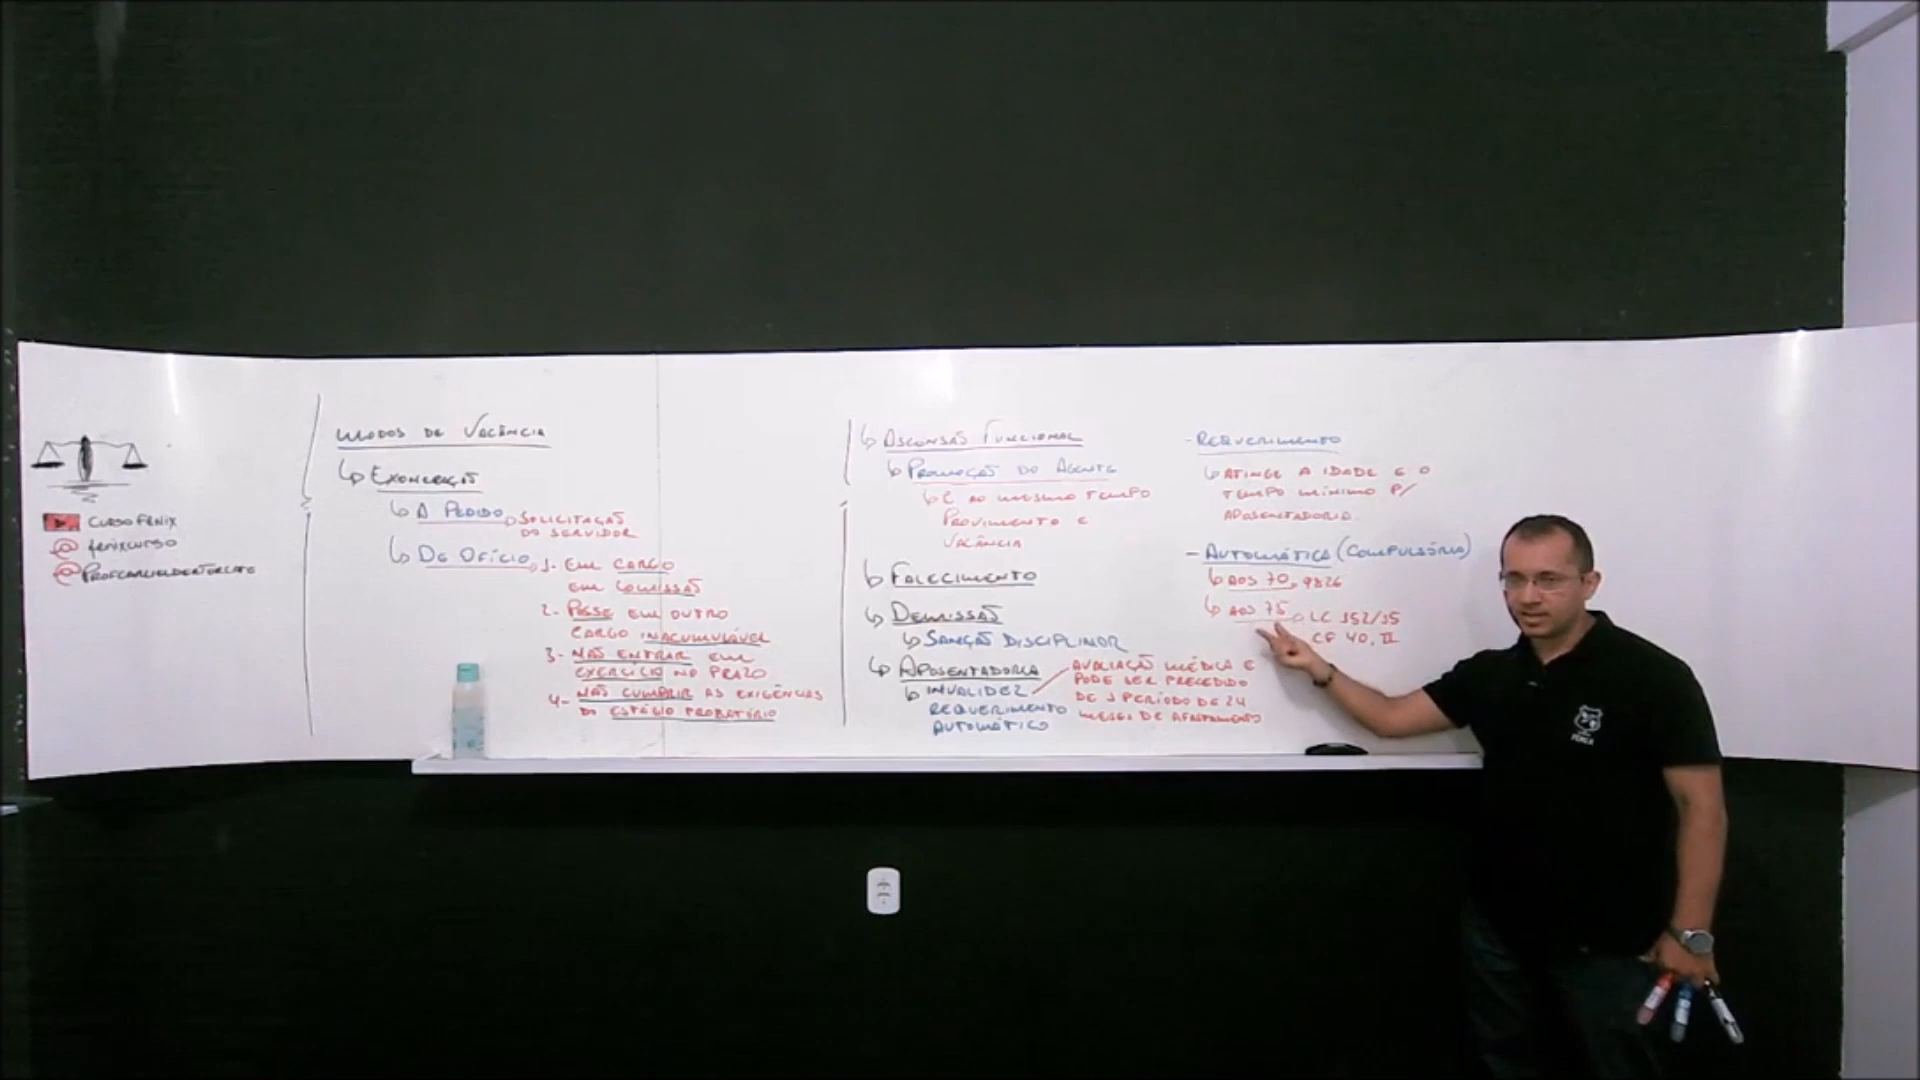 CURSO FÊNIX
@ fenixcurso
MODOS DE VACÂNCIA
↳ EXONERAÇÃO
↳ A PEDIDO → SOLICITAÇÃO
DO SERVIDOR
↳ DE OFÍCIO → 1- EM CARGO
EM COMISSÃO
2- POSSE EM OUTRO
CARGO INACUMULÁVEL
3- NÃO ENTRAR EM
EXERCÍCIO NO PRAZO
4- NÃO CUMPRIR AS EXIGÊNCIAS
DO ESTÁGIO PROBATÓRIO
↳ ASCENSÃO FUNCIONAL
↳ PROMOÇÃO DO AGENTE
↳ É AO MESMO TEMPO
PROVIMENTO E
VACÂNCIA
↳ FALECIMENTO
↳ DEMISSÃO
↳ SANÇÃO DISCIPLINAR
↳ APOSENTADORIA
↳ INVALIDEZ
REQUERIMENTO
AUTOMÁTICO
AVALIAÇÃO MÉDICA E
PODE SER PRECEDIDO
DE 1 PERÍODO DE 24
MESES DE AFASTAMENTO
- REQUERIMENTO
↳ ATINGE A IDADE E O
TEMPO MÍNIMO P/
APOSENTADORIA
- AUTOMÁTICA (COMPULSÓRIA)
↳ AOS 70 → 9826
↳ AOS 75 → LC 152/15
CF 40, II
FÊNIX